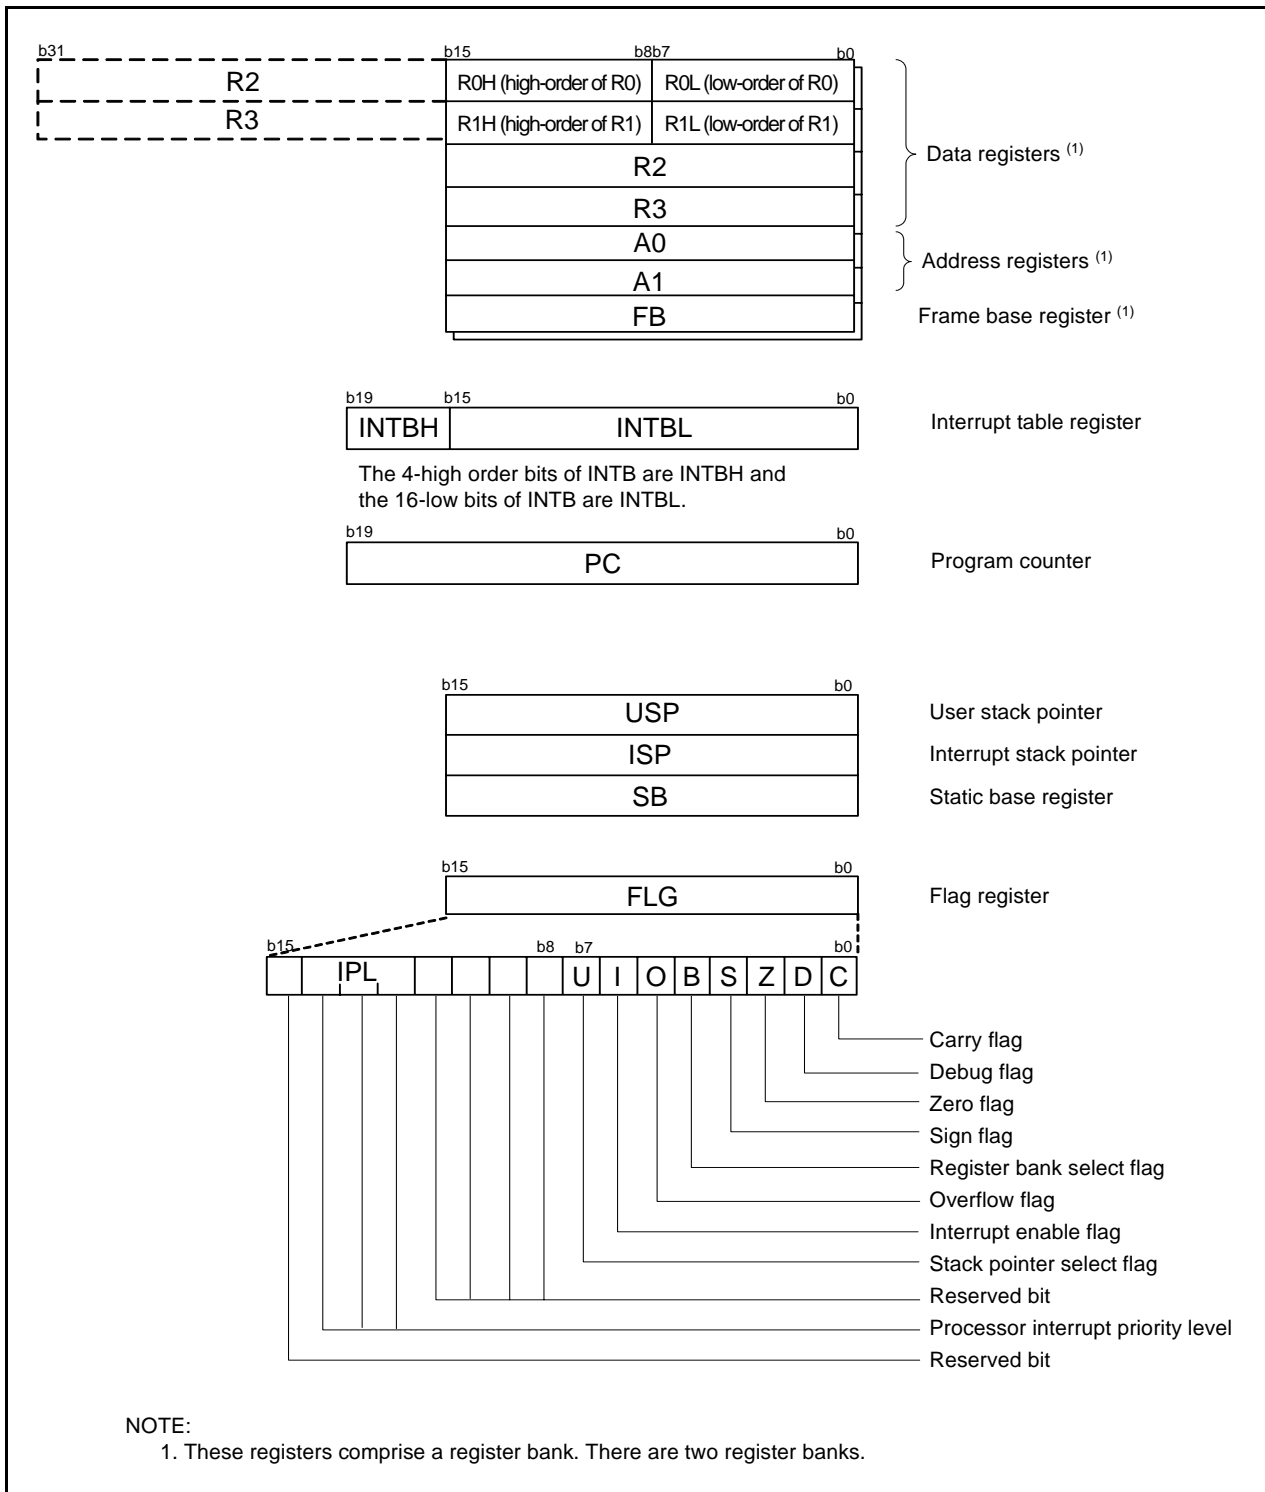 b31 b15 b8b7 b0
R2 R0H (high-order of R0) R0L (low-order of R0)
R3 R1H (high-order of R1) R1L (low-order of R1)
R2
Data registers (1)
R3
A0
Address registers (1)
A1
FB
Frame base register (1)
b19 b15 b0
INTBH INTBL
Interrupt table register
The 4-high order bits of INTB are INTBH and
the 16-low bits of INTB are INTBL.
b19 b0
PC
Program counter
b15 b0
USP
User stack pointer
ISP
Interrupt stack pointer
SB
Static base register
b15 b0
FLG
Flag register
b15 b8 b7 b0
IPL U I O B S Z D C
Carry flag
Debug flag
Zero flag
Sign flag
Register bank select flag
Overflow flag
Interrupt enable flag
Stack pointer select flag
Reserved bit
Processor interrupt priority level
Reserved bit
NOTE:
1. These registers comprise a register bank. There are two register banks.